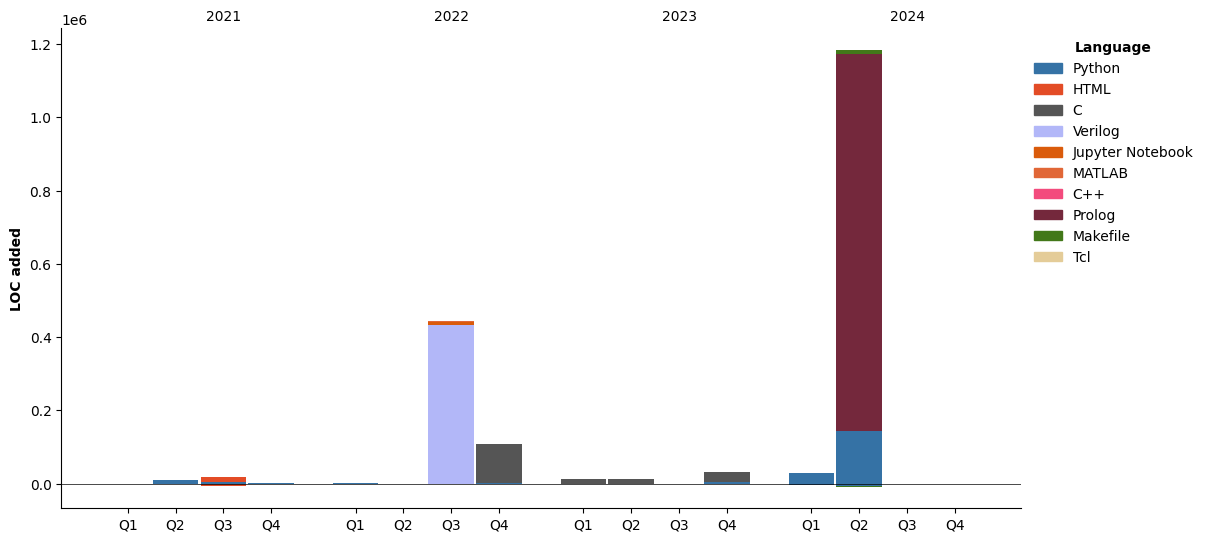 2021 2022 2023 2024
1e6
1.2
1.0
0.8
0.6
0.4
0.2
0.0
LOC added
Q1 Q2 Q3 Q4 Q1 Q2 Q3 Q4 Q1 Q2 Q3 Q4 Q1 Q2 Q3 Q4
Language
Python
HTML
C
Verilog
Jupyter Notebook
MATLAB
C++
Prolog
Makefile
Tcl